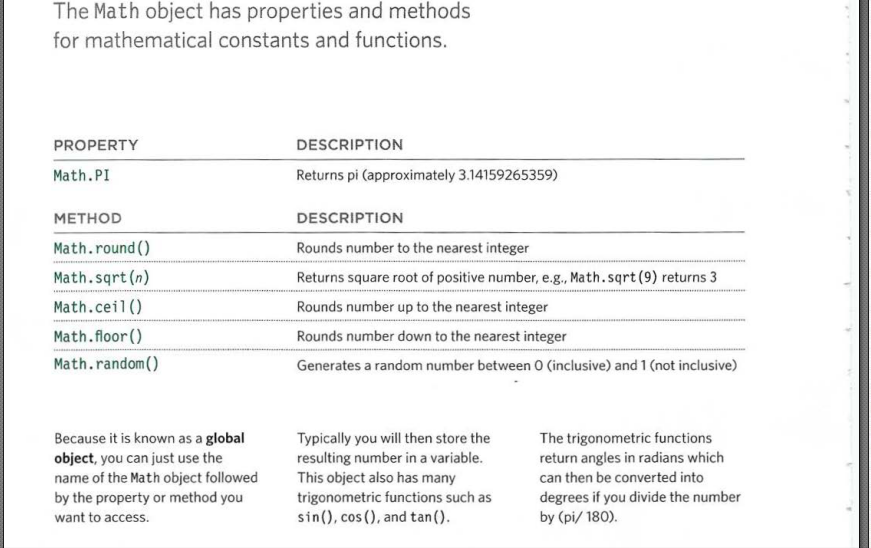 The Math object has properties and methods
for mathematical constants and functions.
PROPERTY DESCRIPTION
Math.PI Returns pi (approximately 3.14159265359)
METHOD DESCRIPTION
Math.round() Rounds number to the nearest integer
Math.sqrt(n) Returns square root of positive number, e.g., Math.sqrt(9) returns 3
Math.ceil() Rounds number up to the nearest integer
Math.floor() Rounds number down to the nearest integer
Math.random() Generates a random number between 0 (inclusive) and 1 (not inclusive)
Because it is known as a global
object, you can just use the
name of the Math object followed
by the property or method you
want to access.
Typically you will then store the
resulting number in a variable.
This object also has many
trigonometric functions such as
sin(), cos(), and tan().
The trigonometric functions
return angles in radians which
can then be converted into
degrees if you divide the number
by (pi/ 180).